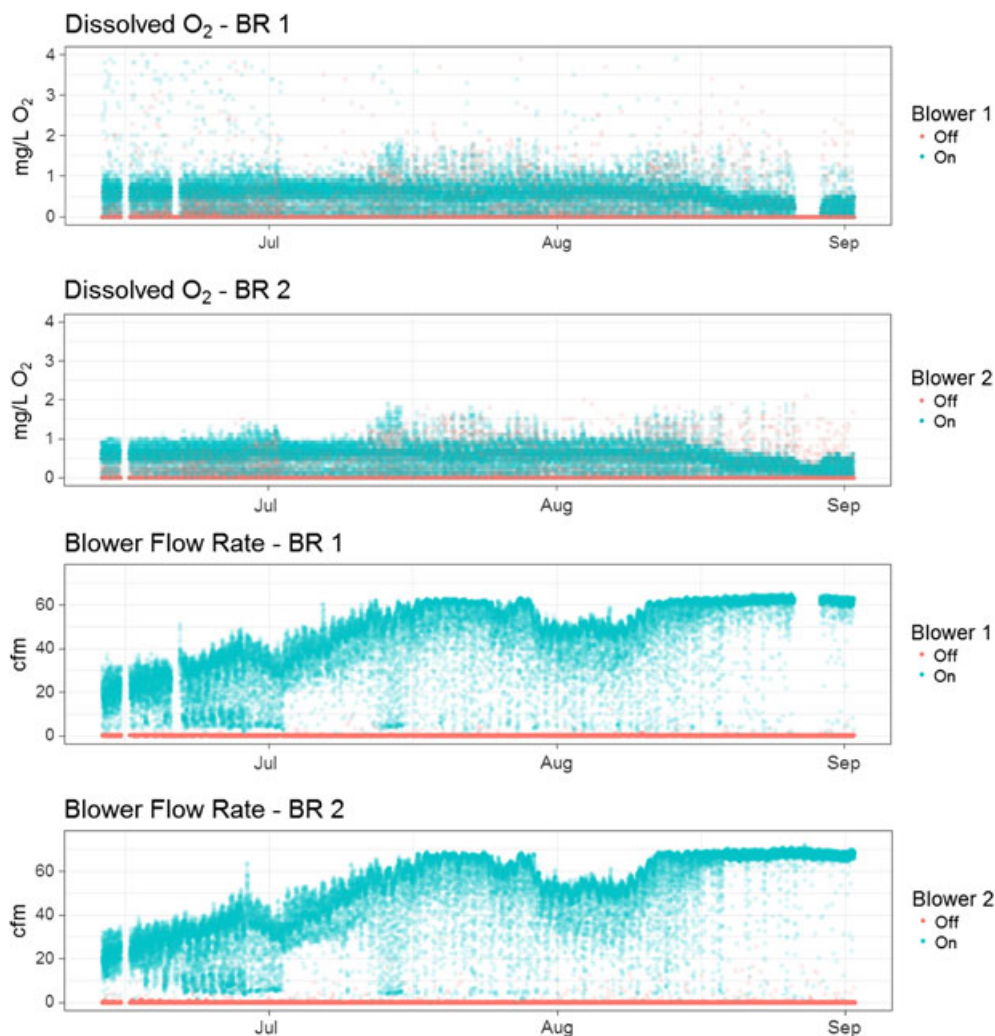 Dissolved O₂ - BR 1
4
3
2
1
0
mg/L O₂
Jul
Aug
Sep
Blower 1
Off
On
Dissolved O₂ - BR 2
4
3
2
1
0
mg/L O₂
Jul
Aug
Sep
Blower 2
Off
On
Blower Flow Rate - BR 1
60
40
20
0
cfm
Jul
Aug
Sep
Blower 1
Off
On
Blower Flow Rate - BR 2
60
40
20
0
cfm
Jul
Aug
Sep
Blower 2
Off
On